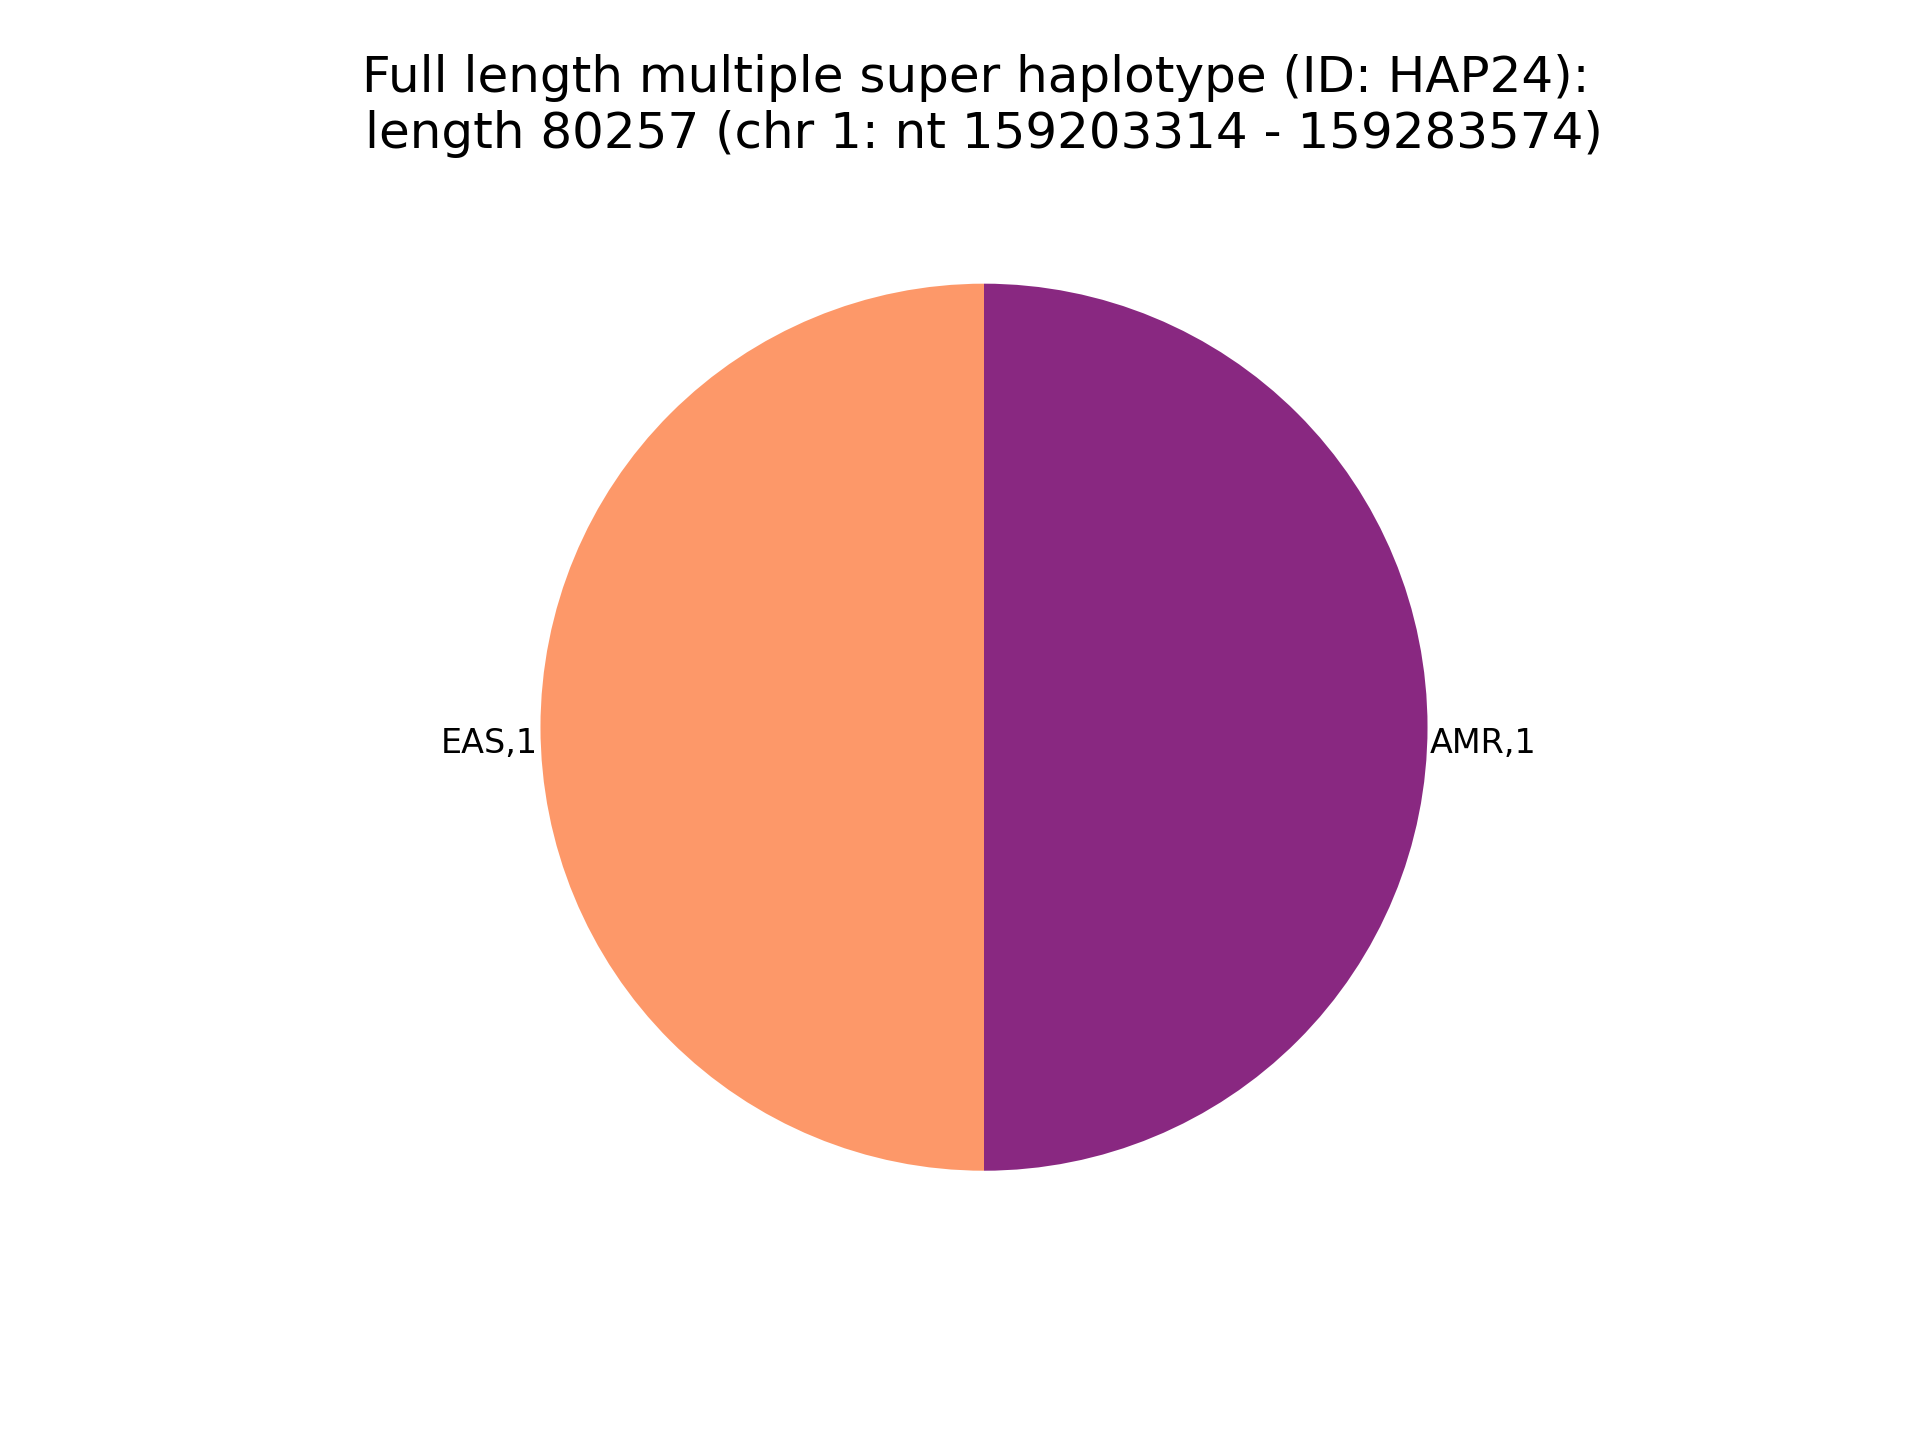 Full length multiple super haplotype (ID: HAP24):
length 80257 (chr 1: nt 159203314 - 159283574)
EAS,1
AMR,1